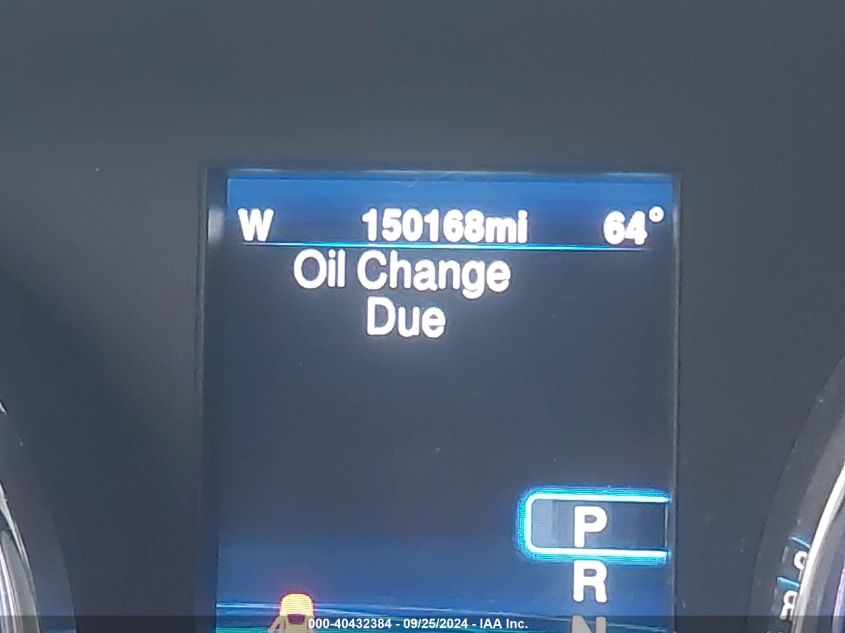 W 150168mi 64°
Oil Change
Due
P
R
N
000-40432384 - 09/25/2024 - IAA Inc.